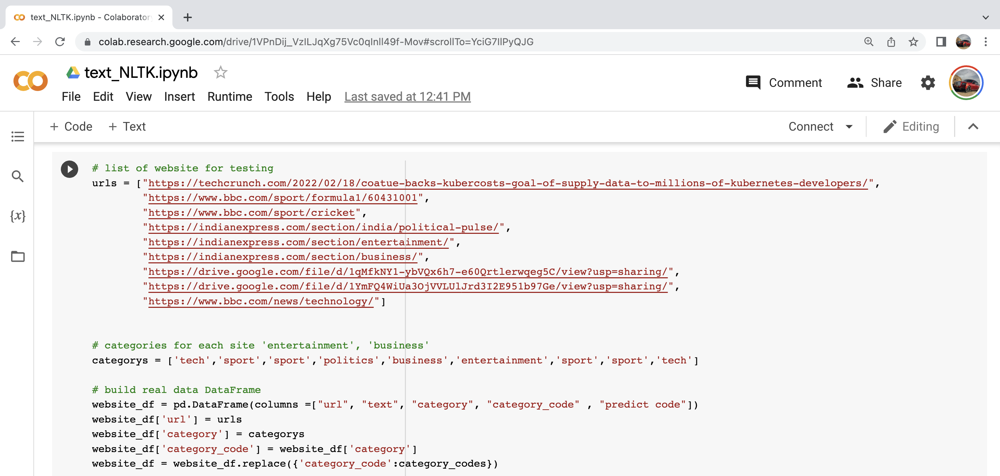 text_NLTK.ipynb - Colaboratory
colab.research.google.com/drive/1VPnDij_VzILJqXg75Vc0qInIl49f-Mov#scrollTo=YciG7IlPyQJG
text_NLTK.ipynb
Comment Share
File Edit View Insert Runtime Tools Help Last saved at 12:41 PM
+ Code + Text Connect Editing
# list of website for testing
urls = ["https://techcrunch.com/2022/02/18/coatue-backs-kubercosts-goal-of-supply-data-to-millions-of-kubernetes-developers/",
"https://www.bbc.com/sport/formula1/60431001",
"https://www.bbc.com/sport/cricket",
"https://indianexpress.com/section/india/political-pulse/",
"https://indianexpress.com/section/entertainment/",
"https://indianexpress.com/section/business/",
"https://drive.google.com/file/d/1qMfkNY1-ybVQx6h7-e60Qrtlerwqeg5C/view?usp=sharing/",
"https://drive.google.com/file/d/1YmFQ4WiUa3OjVVLUlJrd3I2E951b97Ge/view?usp=sharing/",
"https://www.bbc.com/news/technology/"]
{x}
# categories for each site 'entertainment', 'business'
categorys = ['tech','sport','sport','politics','business','entertainment','sport','sport','tech']
# build real data DataFrame
website_df = pd.DataFrame(columns =["url", "text", "category", "category_code" , "predict code"])
website_df['url'] = urls
website_df['category'] = categorys
website_df['category_code'] = website_df['category']
website_df = website_df.replace({'category_code':category_codes})